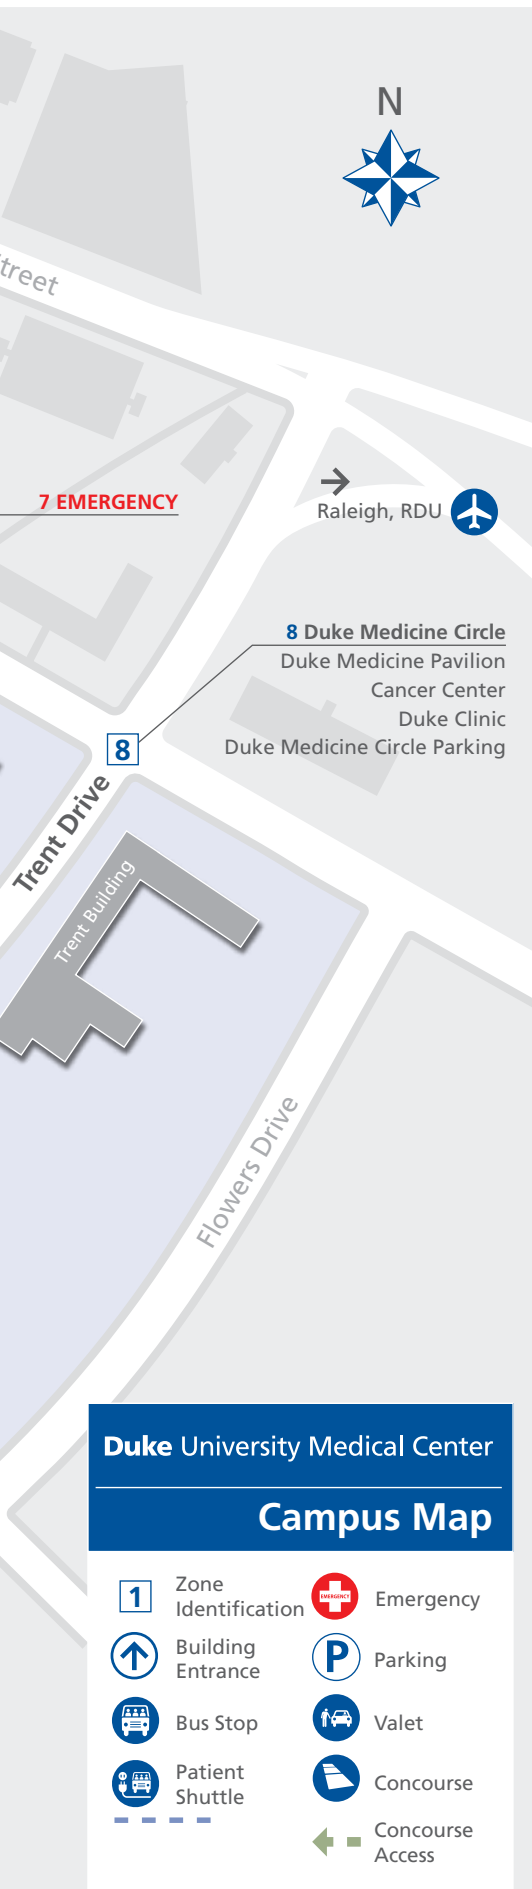 N
treet
7 EMERGENCY
Raleigh, RDU
8 Duke Medicine Circle
Duke Medicine Pavilion
Cancer Center
Duke Clinic
Duke Medicine Circle Parking
8
Trent Drive
Trent Building
Flowers Drive
Duke University Medical Center
Campus Map
1
Zone
Identification
EMERGENCY
Emergency
Building
Entrance
P
Parking
Bus Stop
Valet
Patient
Shuttle
Concourse
Concourse
Access